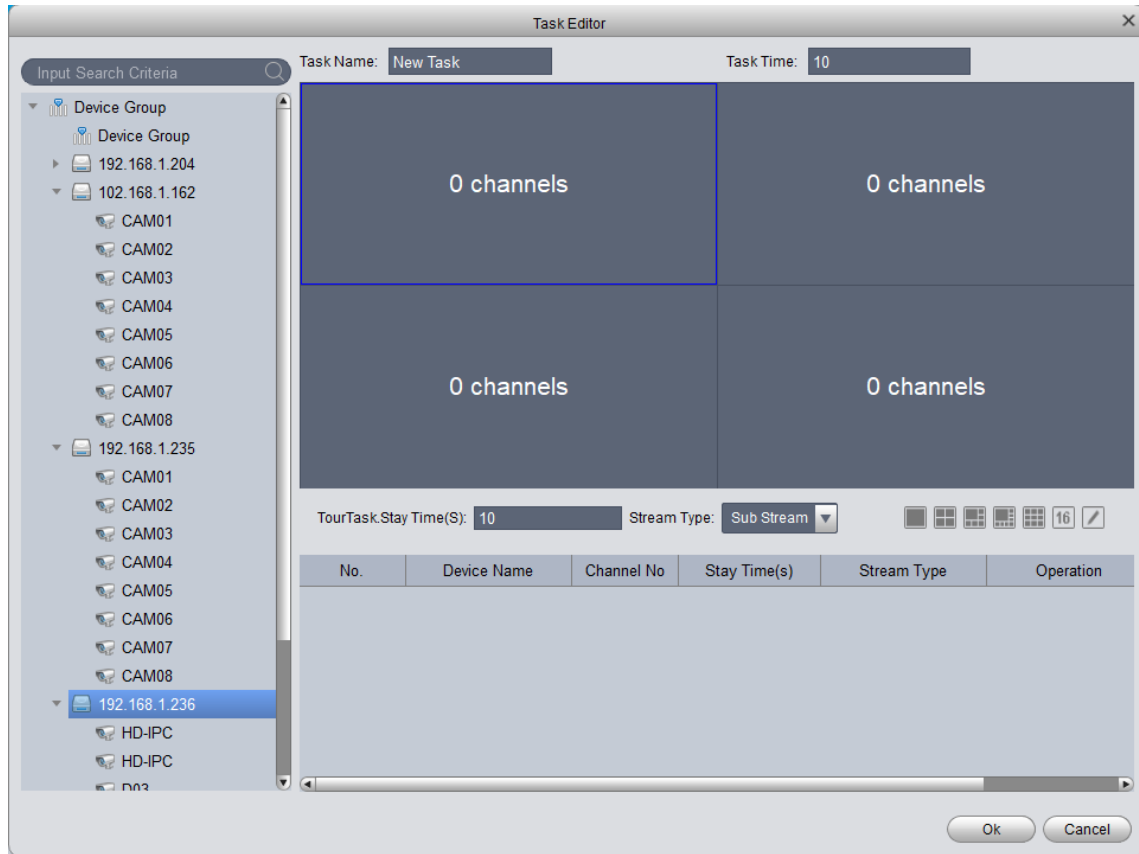 Task Editor
Input Search Criteria
Task Name: New Task
Task Time: 10
Device Group
Device Group
192.168.1.204
102.168.1.162
CAM01
CAM02
CAM03
CAM04
CAM05
CAM06
CAM07
CAM08
192.168.1.235
CAM01
CAM02
CAM03
CAM04
CAM05
CAM06
CAM07
CAM08
192.168.1.236
HD-IPC
HD-IPC
D03
0 channels
0 channels
0 channels
0 channels
TourTask.Stay Time(S): 10
Stream Type: Sub Stream
16
No. Device Name Channel No Stay Time(s) Stream Type Operation
Ok Cancel